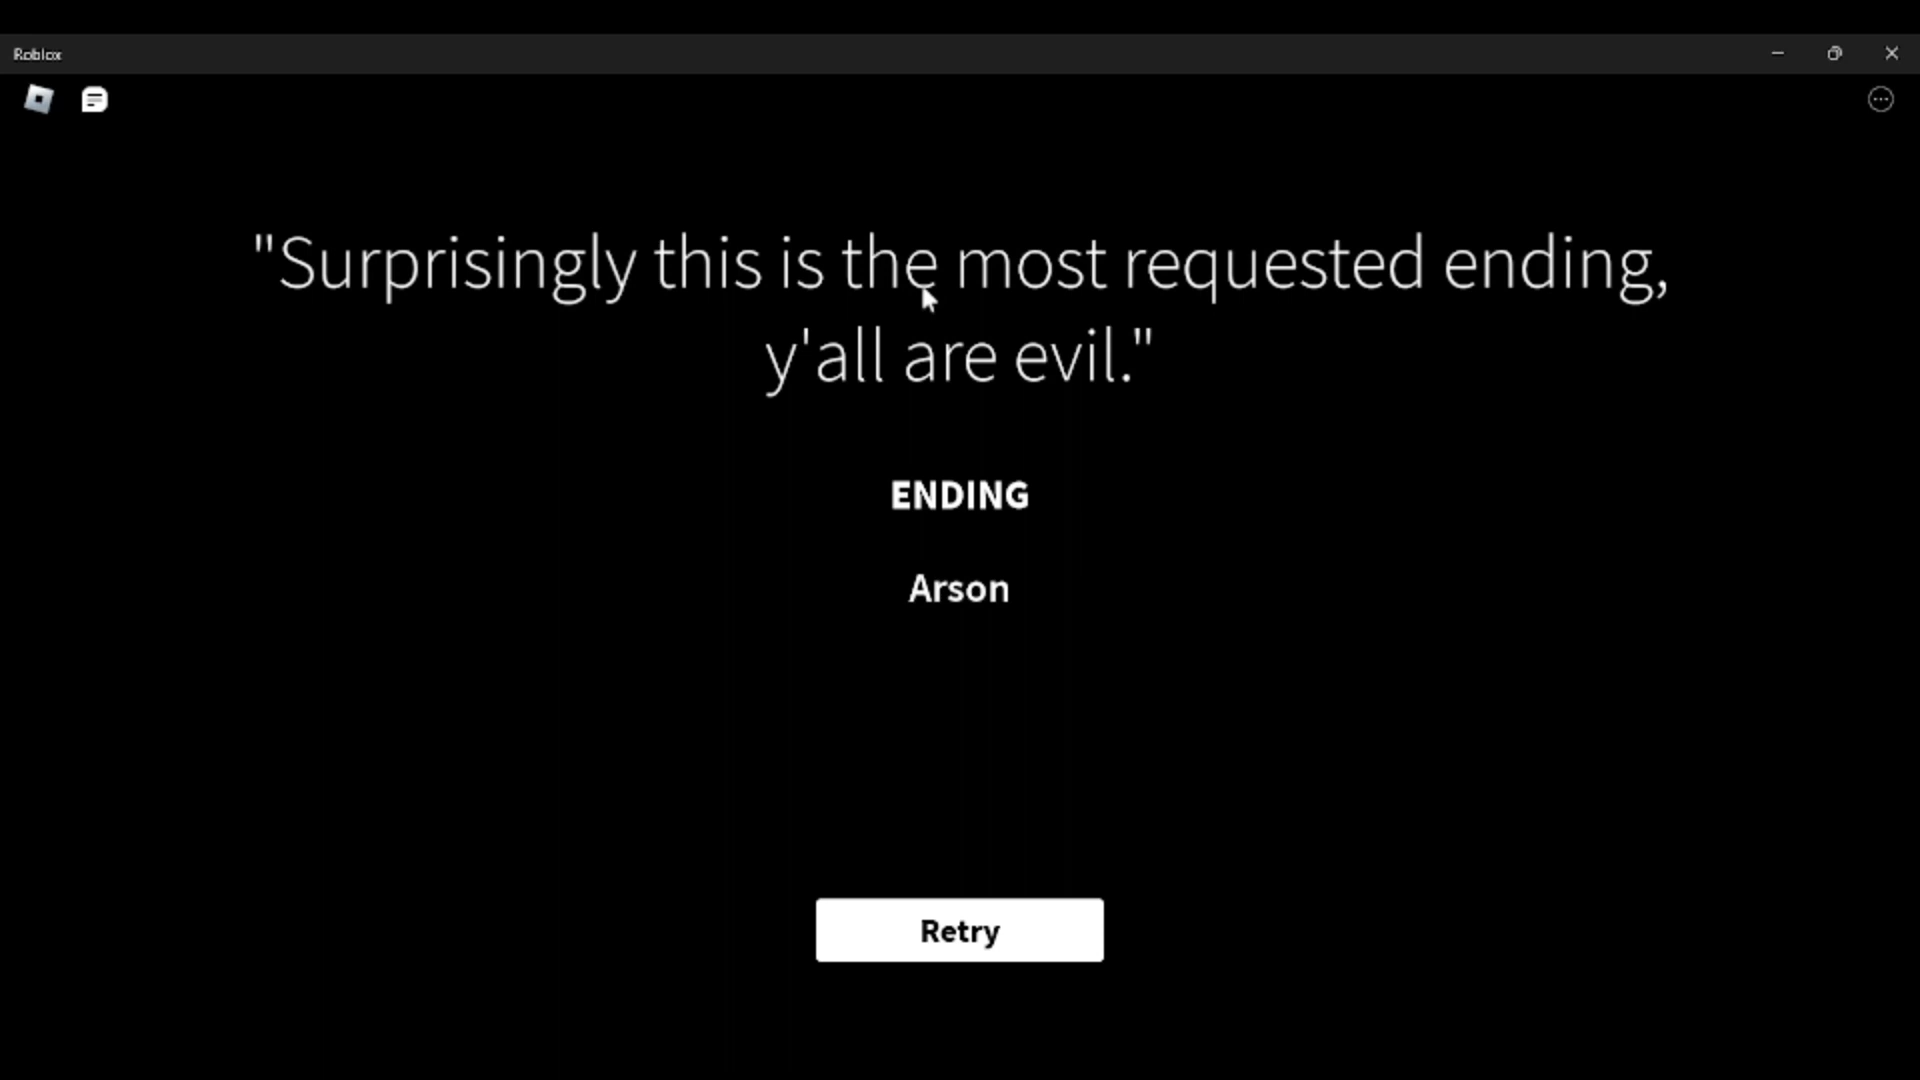 Roblox
"Surprisingly this is the most requested ending,
y'all are evil."
ENDING
Arson
Retry